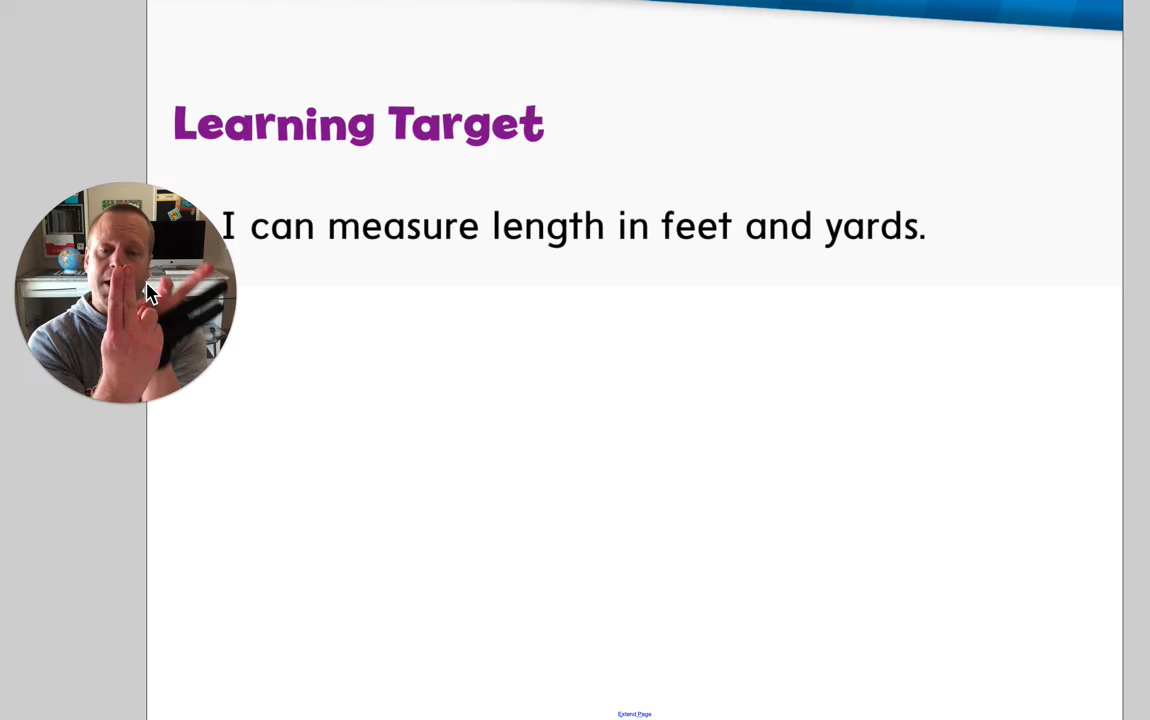 Learning Target
I can measure length in feet and yards.
Extend Page